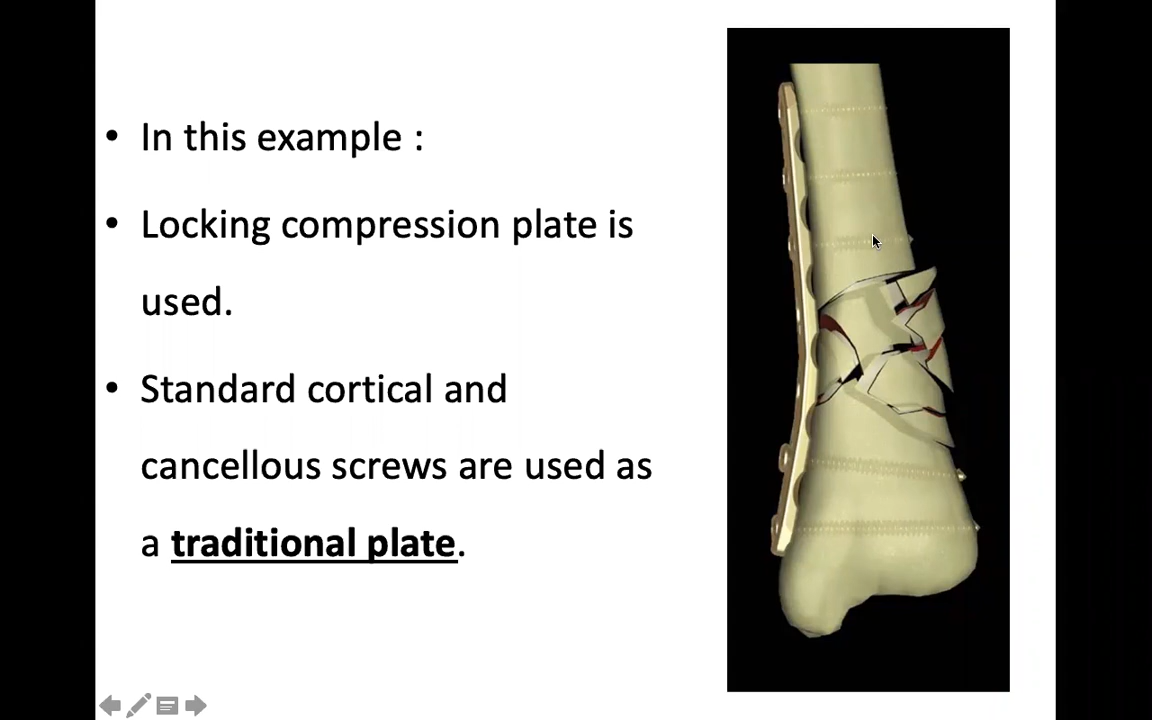 • In this example :
• Locking compression plate is
used.
• Standard cortical and
cancellous screws are used as
a traditional plate.